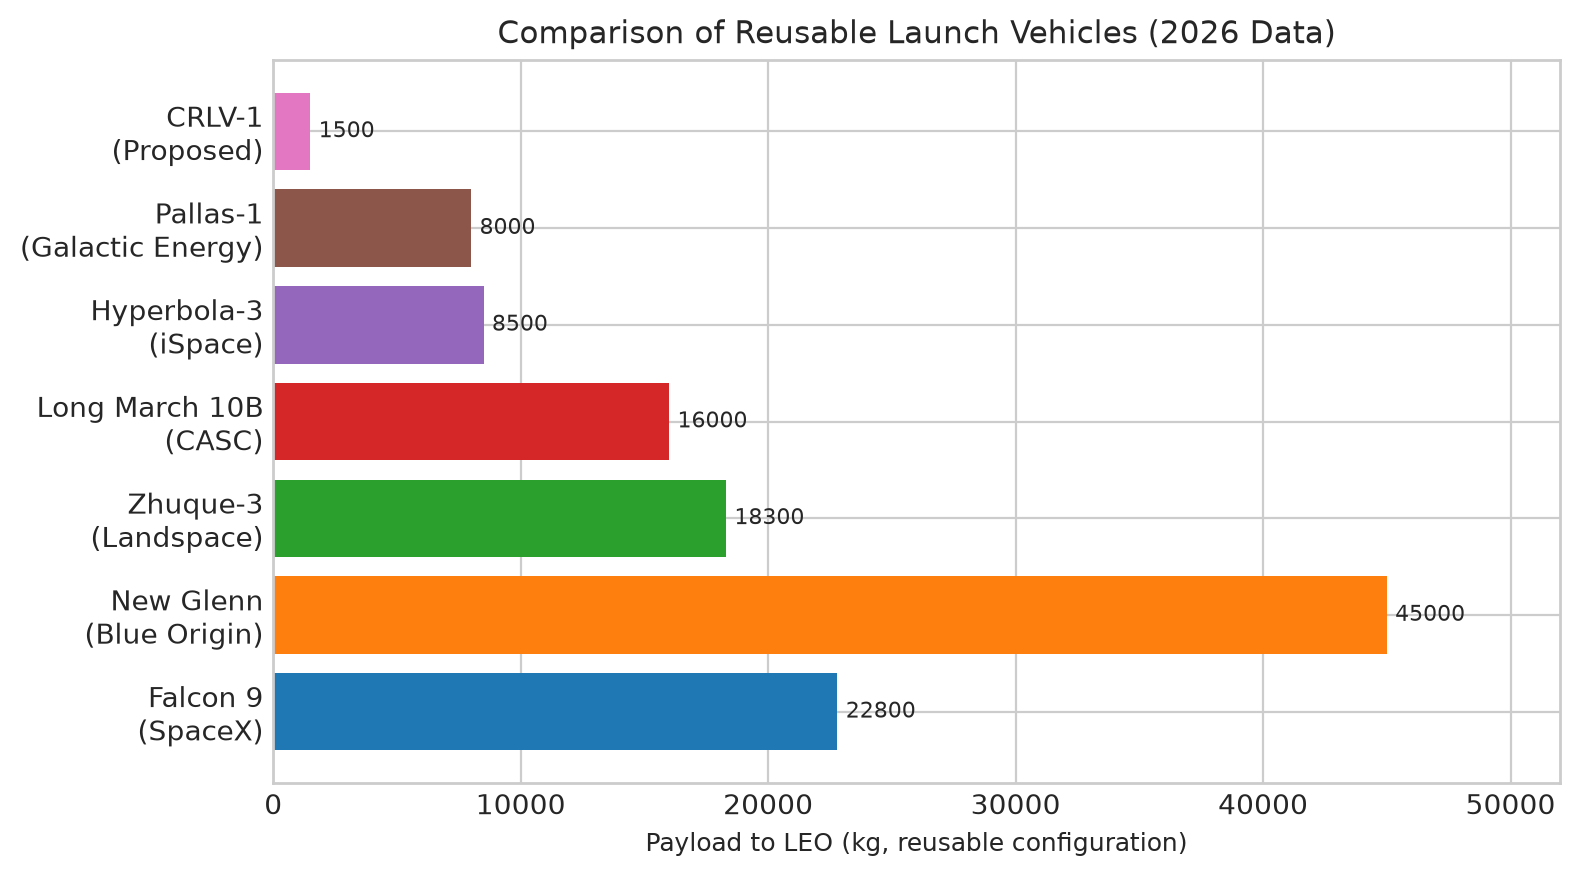 Comparison of Reusable Launch Vehicles (2026 Data)
CRLV-1
(Proposed)
1500
Pallas-1
(Galactic Energy)
8000
Hyperbola-3
(iSpace)
8500
Long March 10B
(CASC)
16000
Zhuque-3
(Landspace)
18300
New Glenn
(Blue Origin)
45000
Falcon 9
(SpaceX)
22800
0 10000 20000 30000 40000 50000
Payload to LEO (kg, reusable configuration)